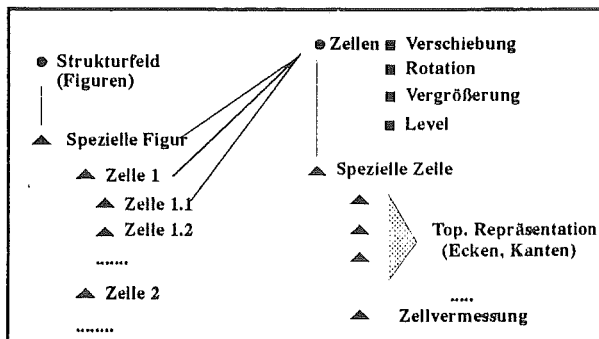 Strukturfeld
(Figuren)
Spezielle Figur
Zelle 1
Zelle 1.1
Zelle 1.2
.......
Zelle 2
........
Zellen
Verschiebung
Rotation
Vergrößerung
Level
Spezielle Zelle
Top. Repräsentation
(Ecken, Kanten)
.....
Zellvermessung